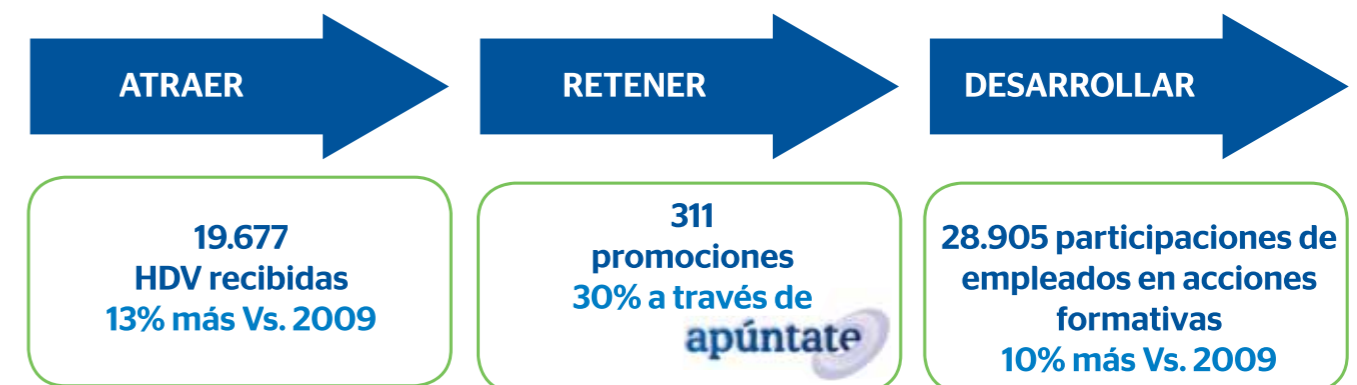 ATRAER
RETENER
DESARROLLAR
19.677
HDV recibidas
13% más Vs. 2009
311
promociones
30% a través de
apúntate
28.905 participaciones de
empleados en acciones
formativas
10% más Vs. 2009